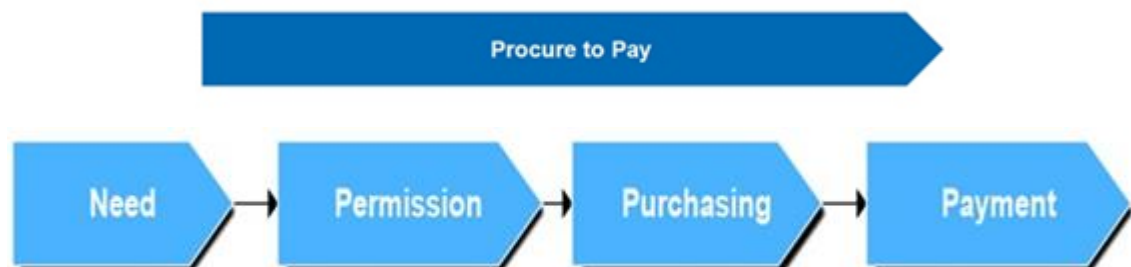 Procure to Pay
Need
Permission
Purchasing
Payment